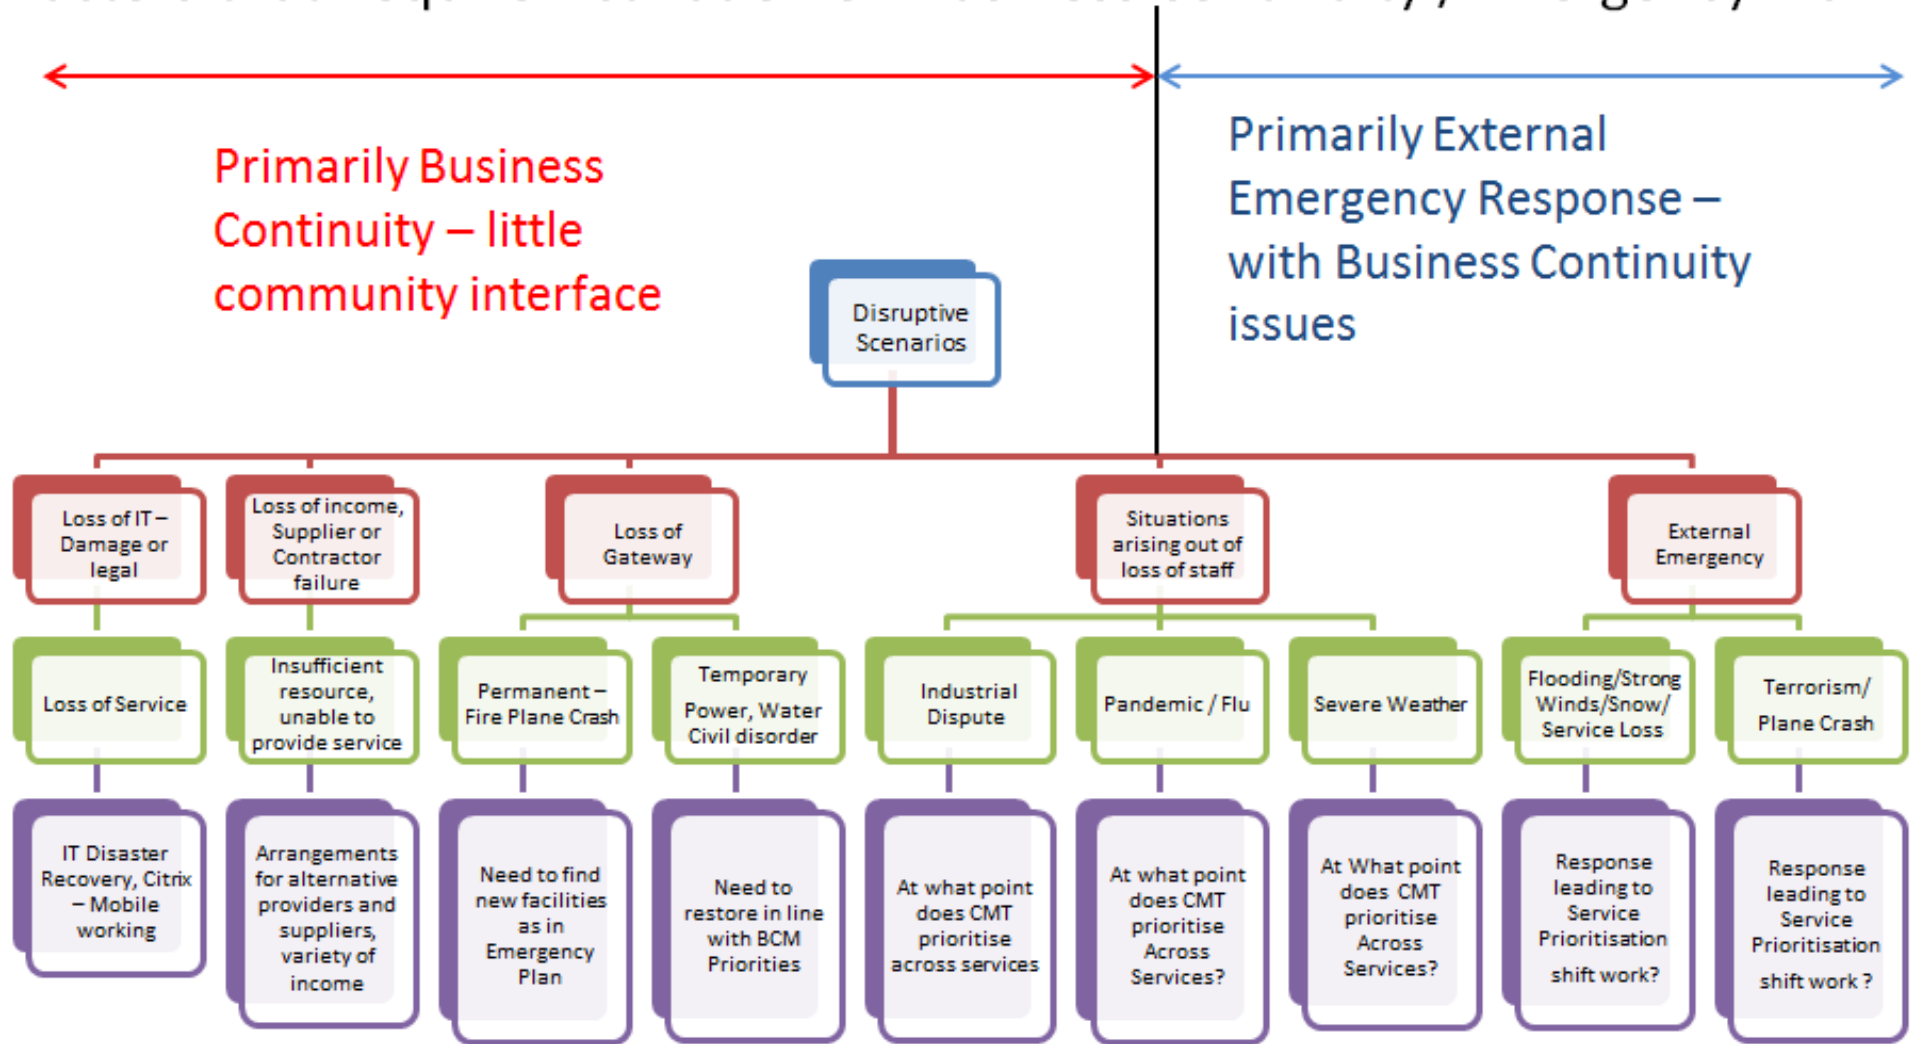 Primarily Business
Continuity – little
community interface
Primarily External
Emergency Response –
with Business Continuity
issues
Disruptive
Scenarios
Loss of IT –
Damage or
legal
Loss of income,
Supplier or
Contractor
failure
Loss of
Gateway
Situations
arising out of
loss of staff
External
Emergency
Loss of Service
Insufficient
resource,
unable to
provide service
Permanent –
Fire Plane Crash
Temporary
Power, Water
Civil disorder
Industrial
Dispute
Pandemic / Flu
Severe Weather
Flooding/Strong
Winds/Snow/
Service Loss
Terrorism/
Plane Crash
IT Disaster
Recovery, Citrix
– Mobile
working
Arrangements
for alternative
providers and
suppliers,
variety of
income
Need to find
new facilities
as in
Emergency
Plan
Need to
restore in line
with BCM
Priorities
At what point
does CMT
prioritise
across services
At what point
does CMT
prioritise
Across
Services?
At What point
does CMT
prioritise
Across
Services?
Response
leading to
Service
Prioritisation
shift work?
Response
leading to
Service
Prioritisation
shift work ?